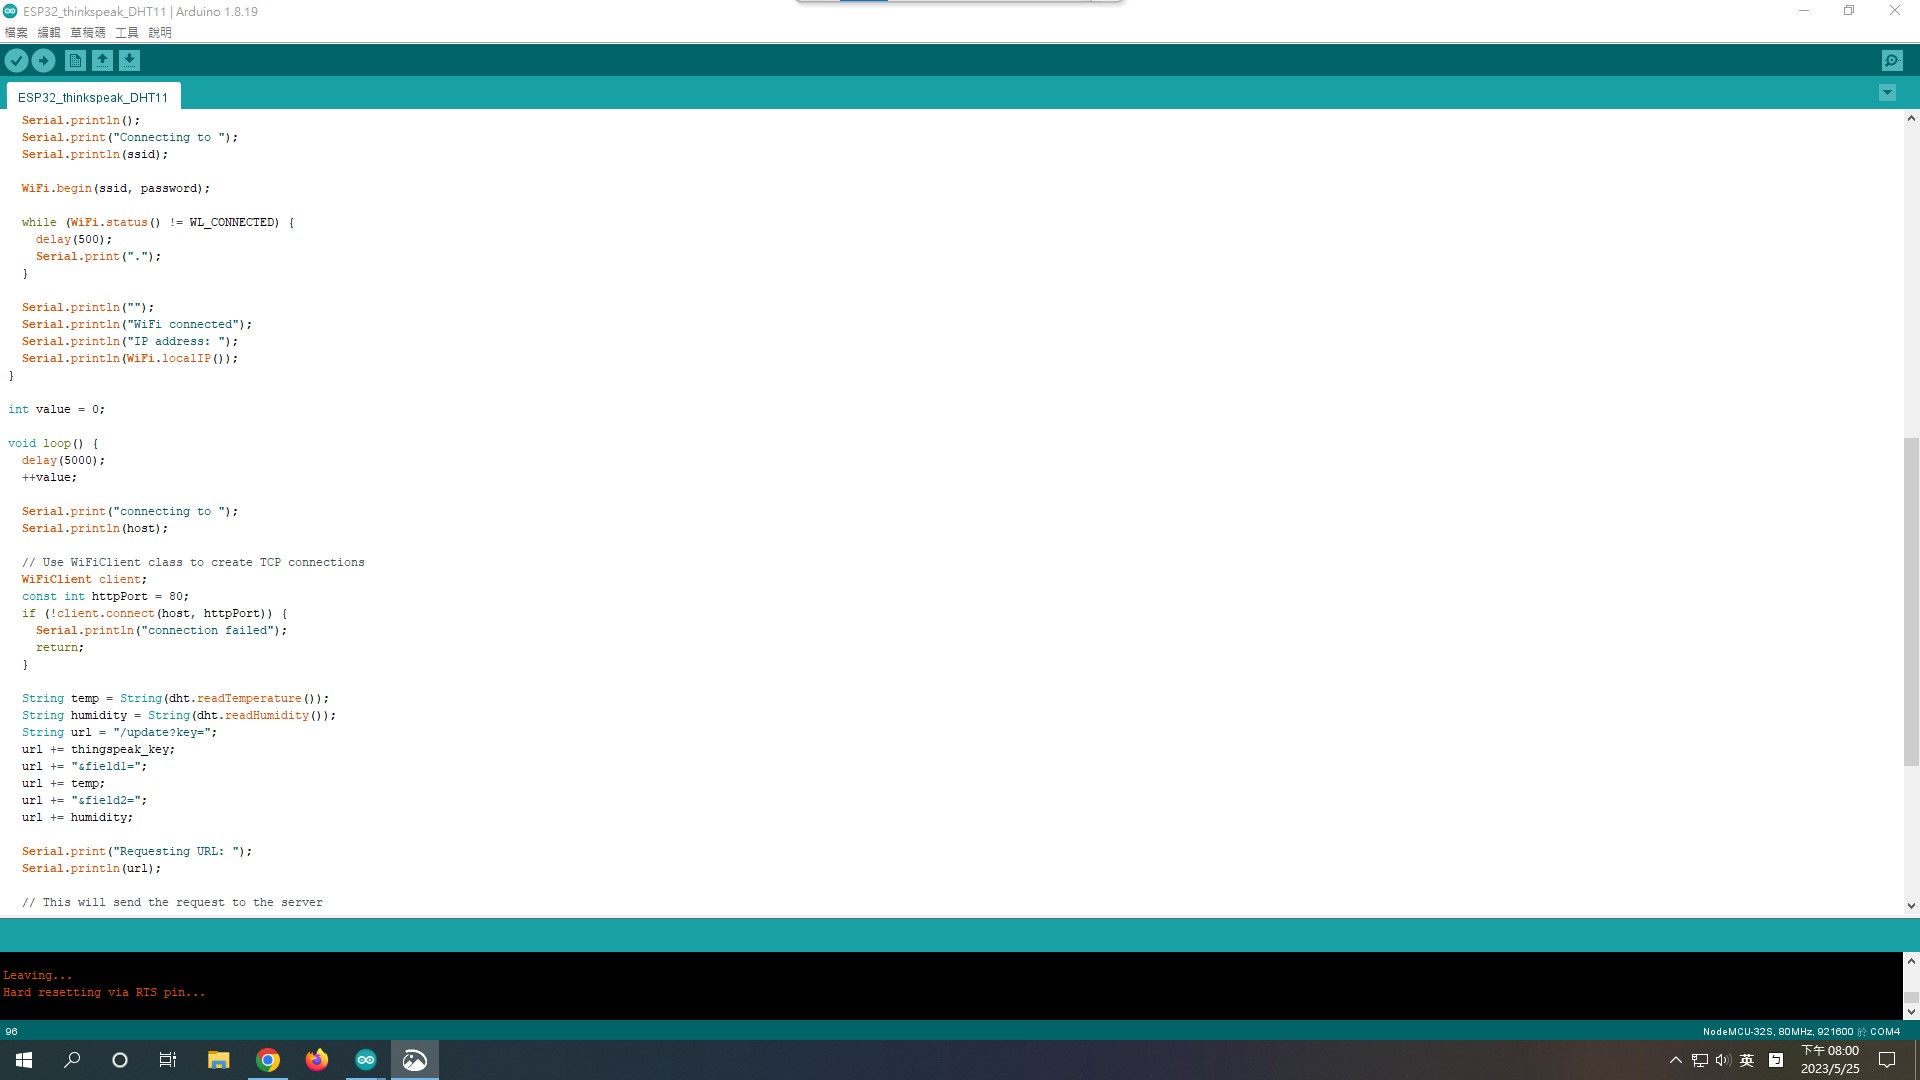 ESP32_thinkspeak_DHT11 | Arduino 1.8.19
檔案 編輯 草稿碼 工具 說明
ESP32_thinkspeak_DHT11
Serial.println();
Serial.print("Connecting to ");
Serial.println(ssid);
WiFi.begin(ssid, password);
while (WiFi.status() != WL_CONNECTED) {
delay(500);
Serial.print(".");
}
Serial.println("");
Serial.println("WiFi connected");
Serial.println("IP address: ");
Serial.println(WiFi.localIP());
}
int value = 0;
void loop() {
delay(5000);
++value;
Serial.print("connecting to ");
Serial.println(host);
// Use WiFiClient class to create TCP connections
WiFiClient client;
const int httpPort = 80;
if (!client.connect(host, httpPort)) {
Serial.println("connection failed");
return;
}
String temp = String(dht.readTemperature());
String humidity = String(dht.readHumidity());
String url = "/update?key=";
url += thingspeak_key;
url += "&field1=";
url += temp;
url += "&field2=";
url += humidity;
Serial.print("Requesting URL: ");
Serial.println(url);
// This will send the request to the server
Leaving...
Hard resetting via RTS pin...
96
NodeMCU-32S, 80MHz, 921600 於 COM4
英
下午 08:00
2023/5/25